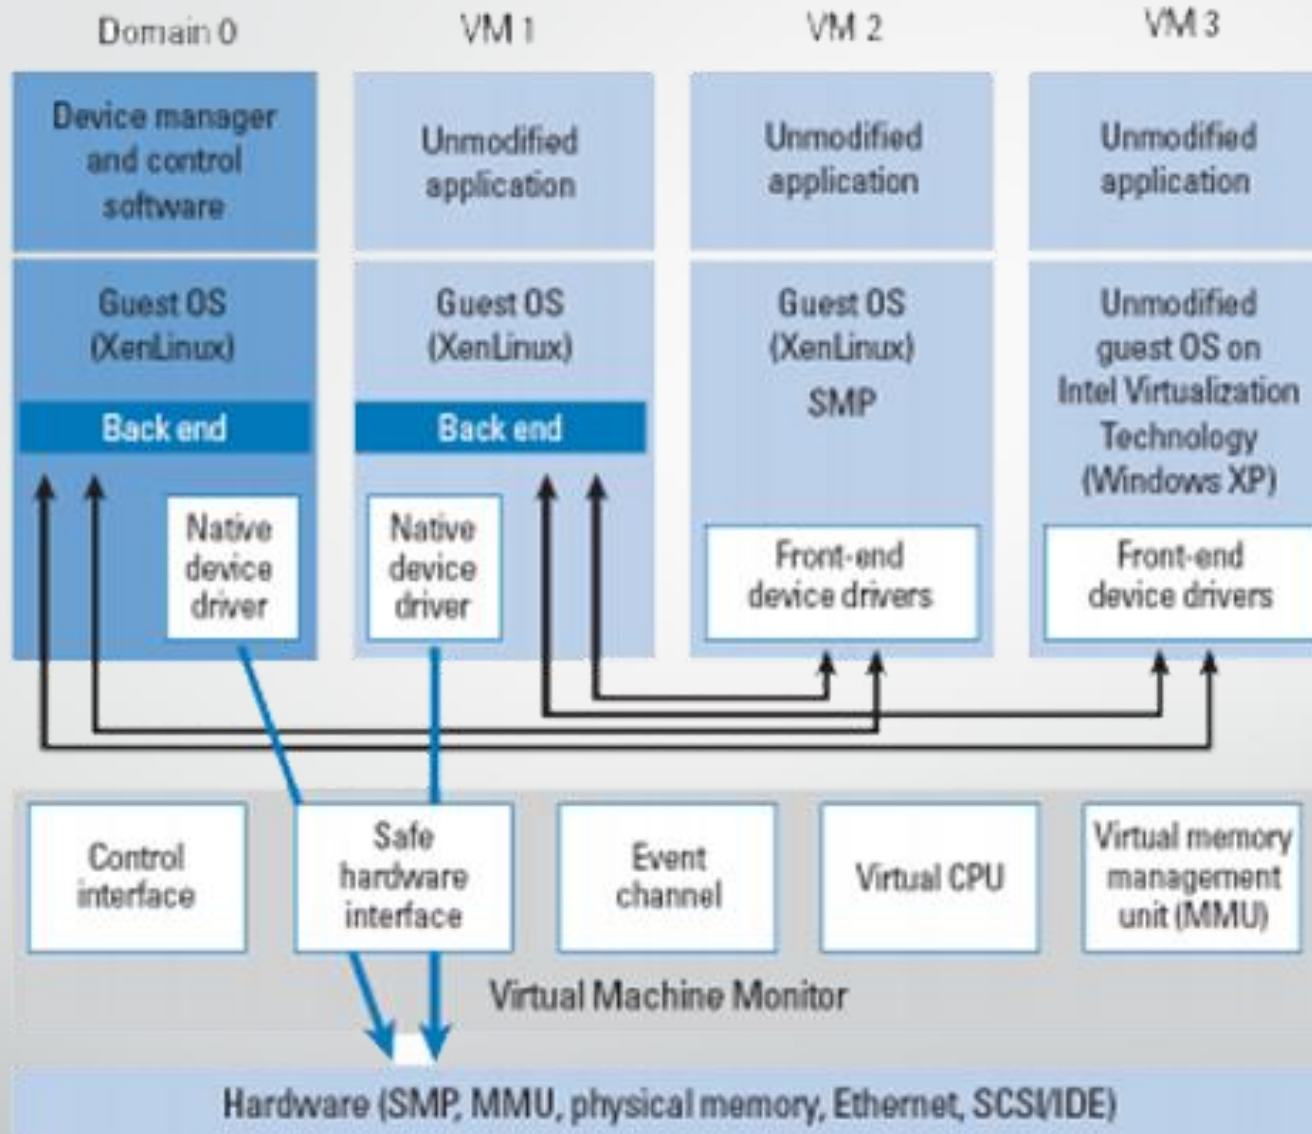 Domain 0
VM 1
VM 2
VM 3
Device manager
and control
software
Unmodified
application
Unmodified
application
Unmodified
application
Guest OS
(XenLinux)
Back end
Native
device
driver
Guest OS
(XenLinux)
Back end
Native
device
driver
Guest OS
(XenLinux)
SMP
Front-end
device drivers
Unmodified
guest OS on
Intel Virtualization
Technology
(Windows XP)
Front-end
device drivers
Control
interface
Safe
hardware
interface
Event
channel
Virtual CPU
Virtual memory
management
unit (MMU)
Virtual Machine Monitor
Hardware (SMP, MMU, physical memory, Ethernet, SCSI/IDE)